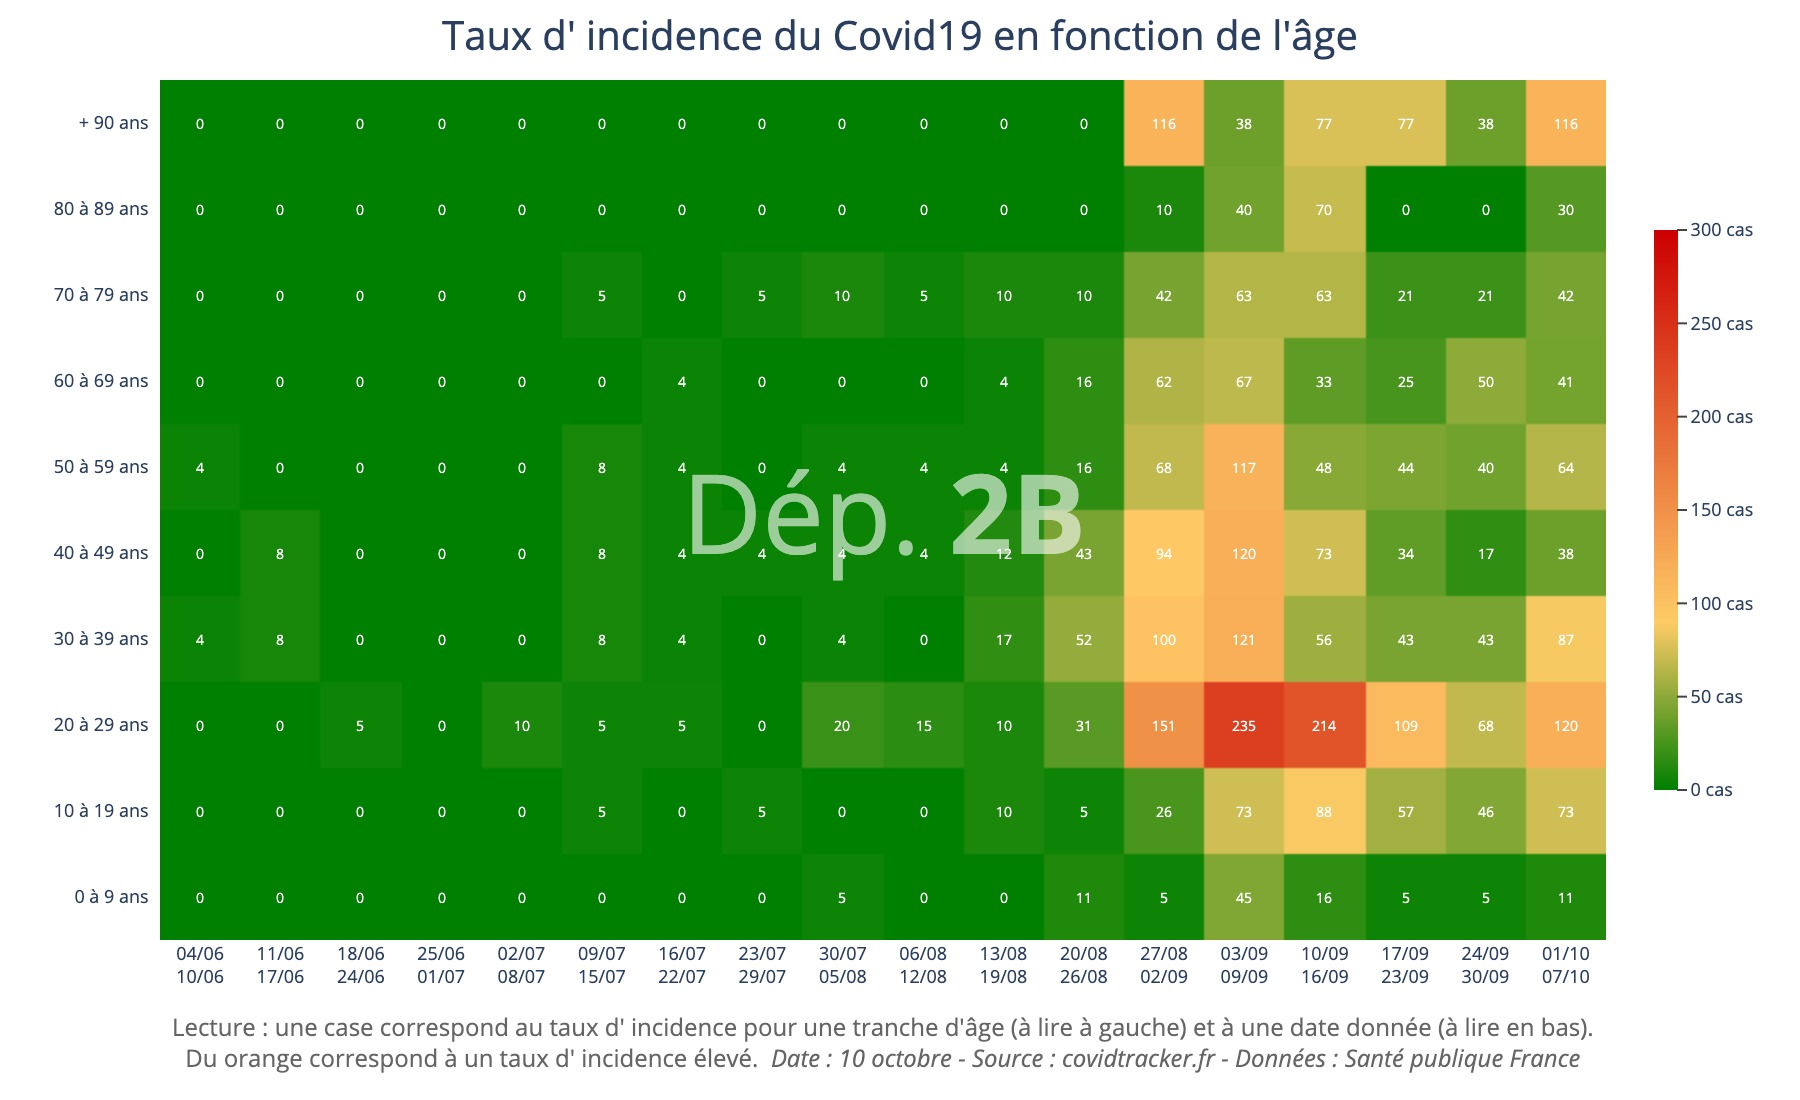 Taux d' incidence du Covid19 en fonction de l'âge
+ 90 ans 0 0 0 0 0 0 0 0 0 0 0 0 116 38 77 77 38 116
80 à 89 ans 0 0 0 0 0 0 0 0 0 0 0 0 10 40 70 0 0 30
70 à 79 ans 0 0 0 0 0 5 0 5 10 5 10 10 42 63 63 21 21 42
60 à 69 ans 0 0 0 0 0 0 4 0 0 0 4 16 62 67 33 25 50 41
50 à 59 ans 4 0 0 0 0 8 4 0 4 4 4 16 68 117 48 44 40 64
Dép. 2B
40 à 49 ans 0 8 0 0 0 8 4 4 4 4 12 43 94 120 73 34 17 38
30 à 39 ans 4 8 0 0 0 8 4 0 4 0 17 52 100 121 56 43 43 87
20 à 29 ans 0 0 5 0 10 5 5 0 20 15 10 31 151 235 214 109 68 120
10 à 19 ans 0 0 0 0 0 5 0 5 0 0 10 5 26 73 88 57 46 73
0 à 9 ans 0 0 0 0 0 0 0 0 5 0 0 11 5 45 16 5 5 11
04/06 11/06 18/06 25/06 02/07 09/07 16/07 23/07 30/07 06/08 13/08 20/08 27/08 03/09 10/09 17/09 24/09 01/10
10/06 17/06 24/06 01/07 08/07 15/07 22/07 29/07 05/08 12/08 19/08 26/08 02/09 09/09 16/09 23/09 30/09 07/10
300 cas
250 cas
200 cas
150 cas
100 cas
50 cas
0 cas
Lecture : une case correspond au taux d' incidence pour une tranche d'âge (à lire à gauche) et à une date donnée (à lire en bas).
Du orange correspond à un taux d' incidence élevé. Date : 10 octobre - Source : covidtracker.fr - Données : Santé publique France